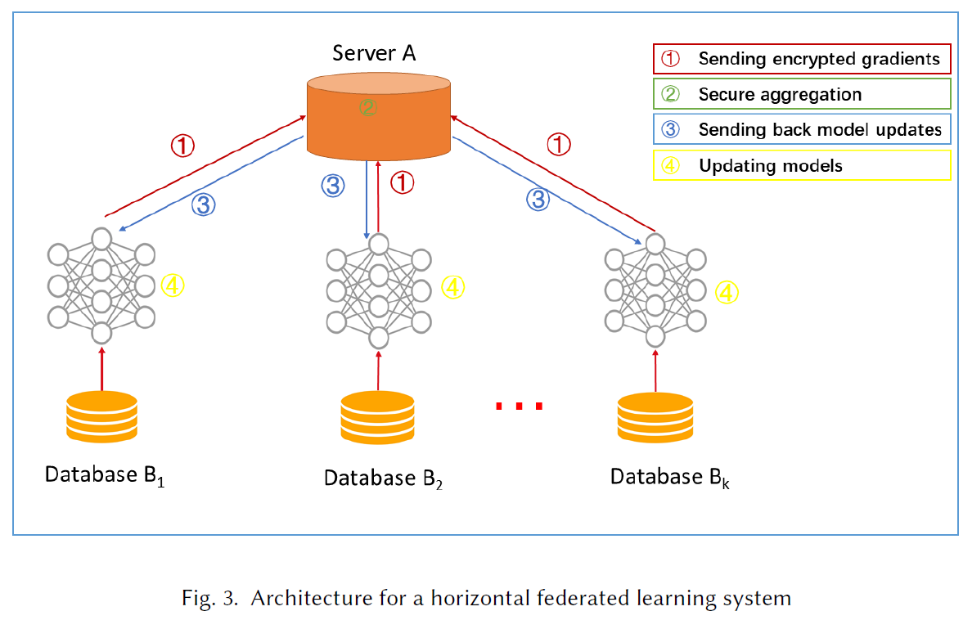 Server A
① Sending encrypted gradients
② Secure aggregation
③ Sending back model updates
④ Updating models
②
① ③
③ ①
① ③
④ ④ ④
...
Database B₁ Database B₂ Database Bₖ
Fig. 3. Architecture for a horizontal federated learning system